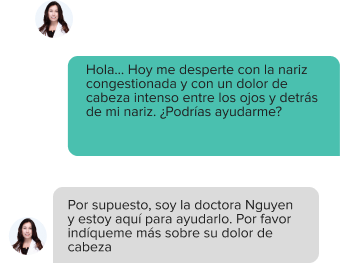 Hola... Hoy me desperte con la nariz
congestionada y con un dolor de
cabeza intenso entre los ojos y detrás
de mi nariz. ¿Podrías ayudarme?
Por supuesto, soy la doctora Nguyen
y estoy aquí para ayudarlo. Por favor
indíqueme más sobre su dolor de
cabeza